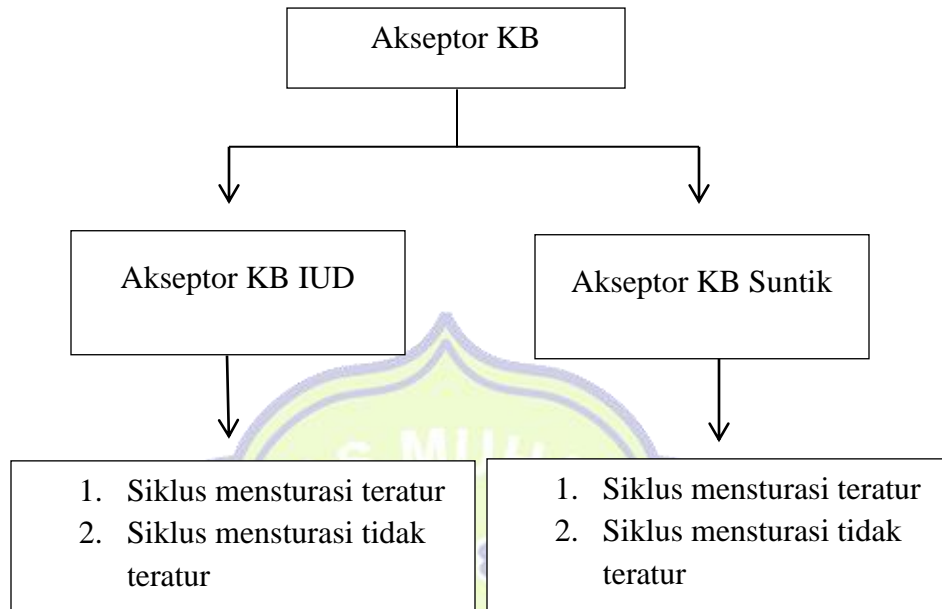 Akseptor KB
Akseptor KB IUD
Akseptor KB Suntik
1. Siklus mensturasi teratur
2. Siklus mensturasi tidak
teratur
1. Siklus mensturasi teratur
2. Siklus mensturasi tidak
teratur